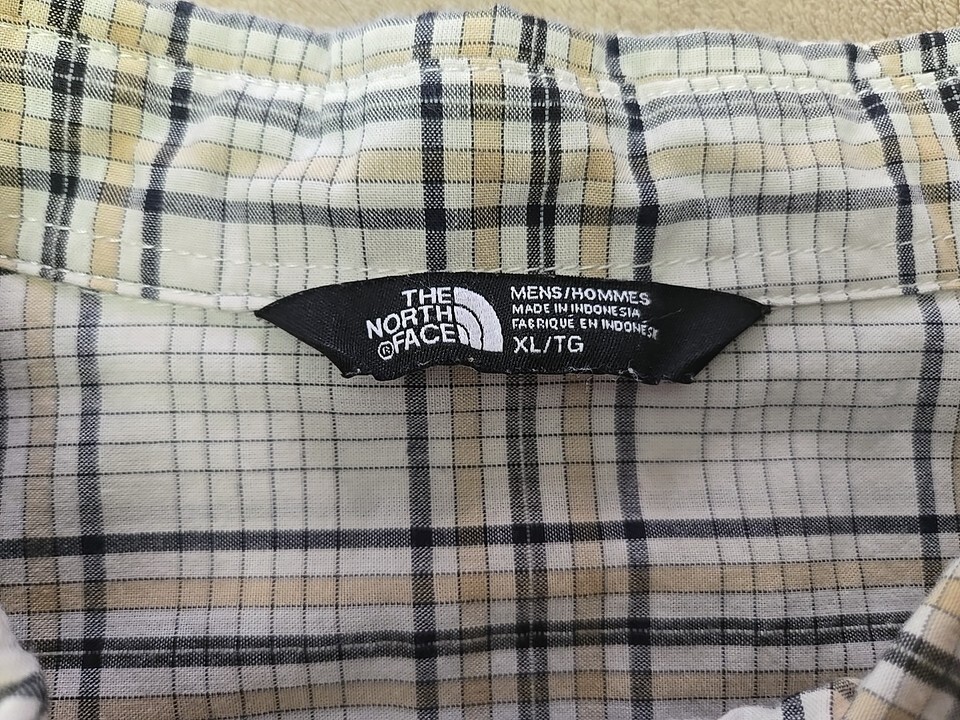 THE
NORTH
®FACE
MENS/HOMMES
MADE IN INDONESIA
FABRIQUÉ EN INDONÉSIE
XL/TG